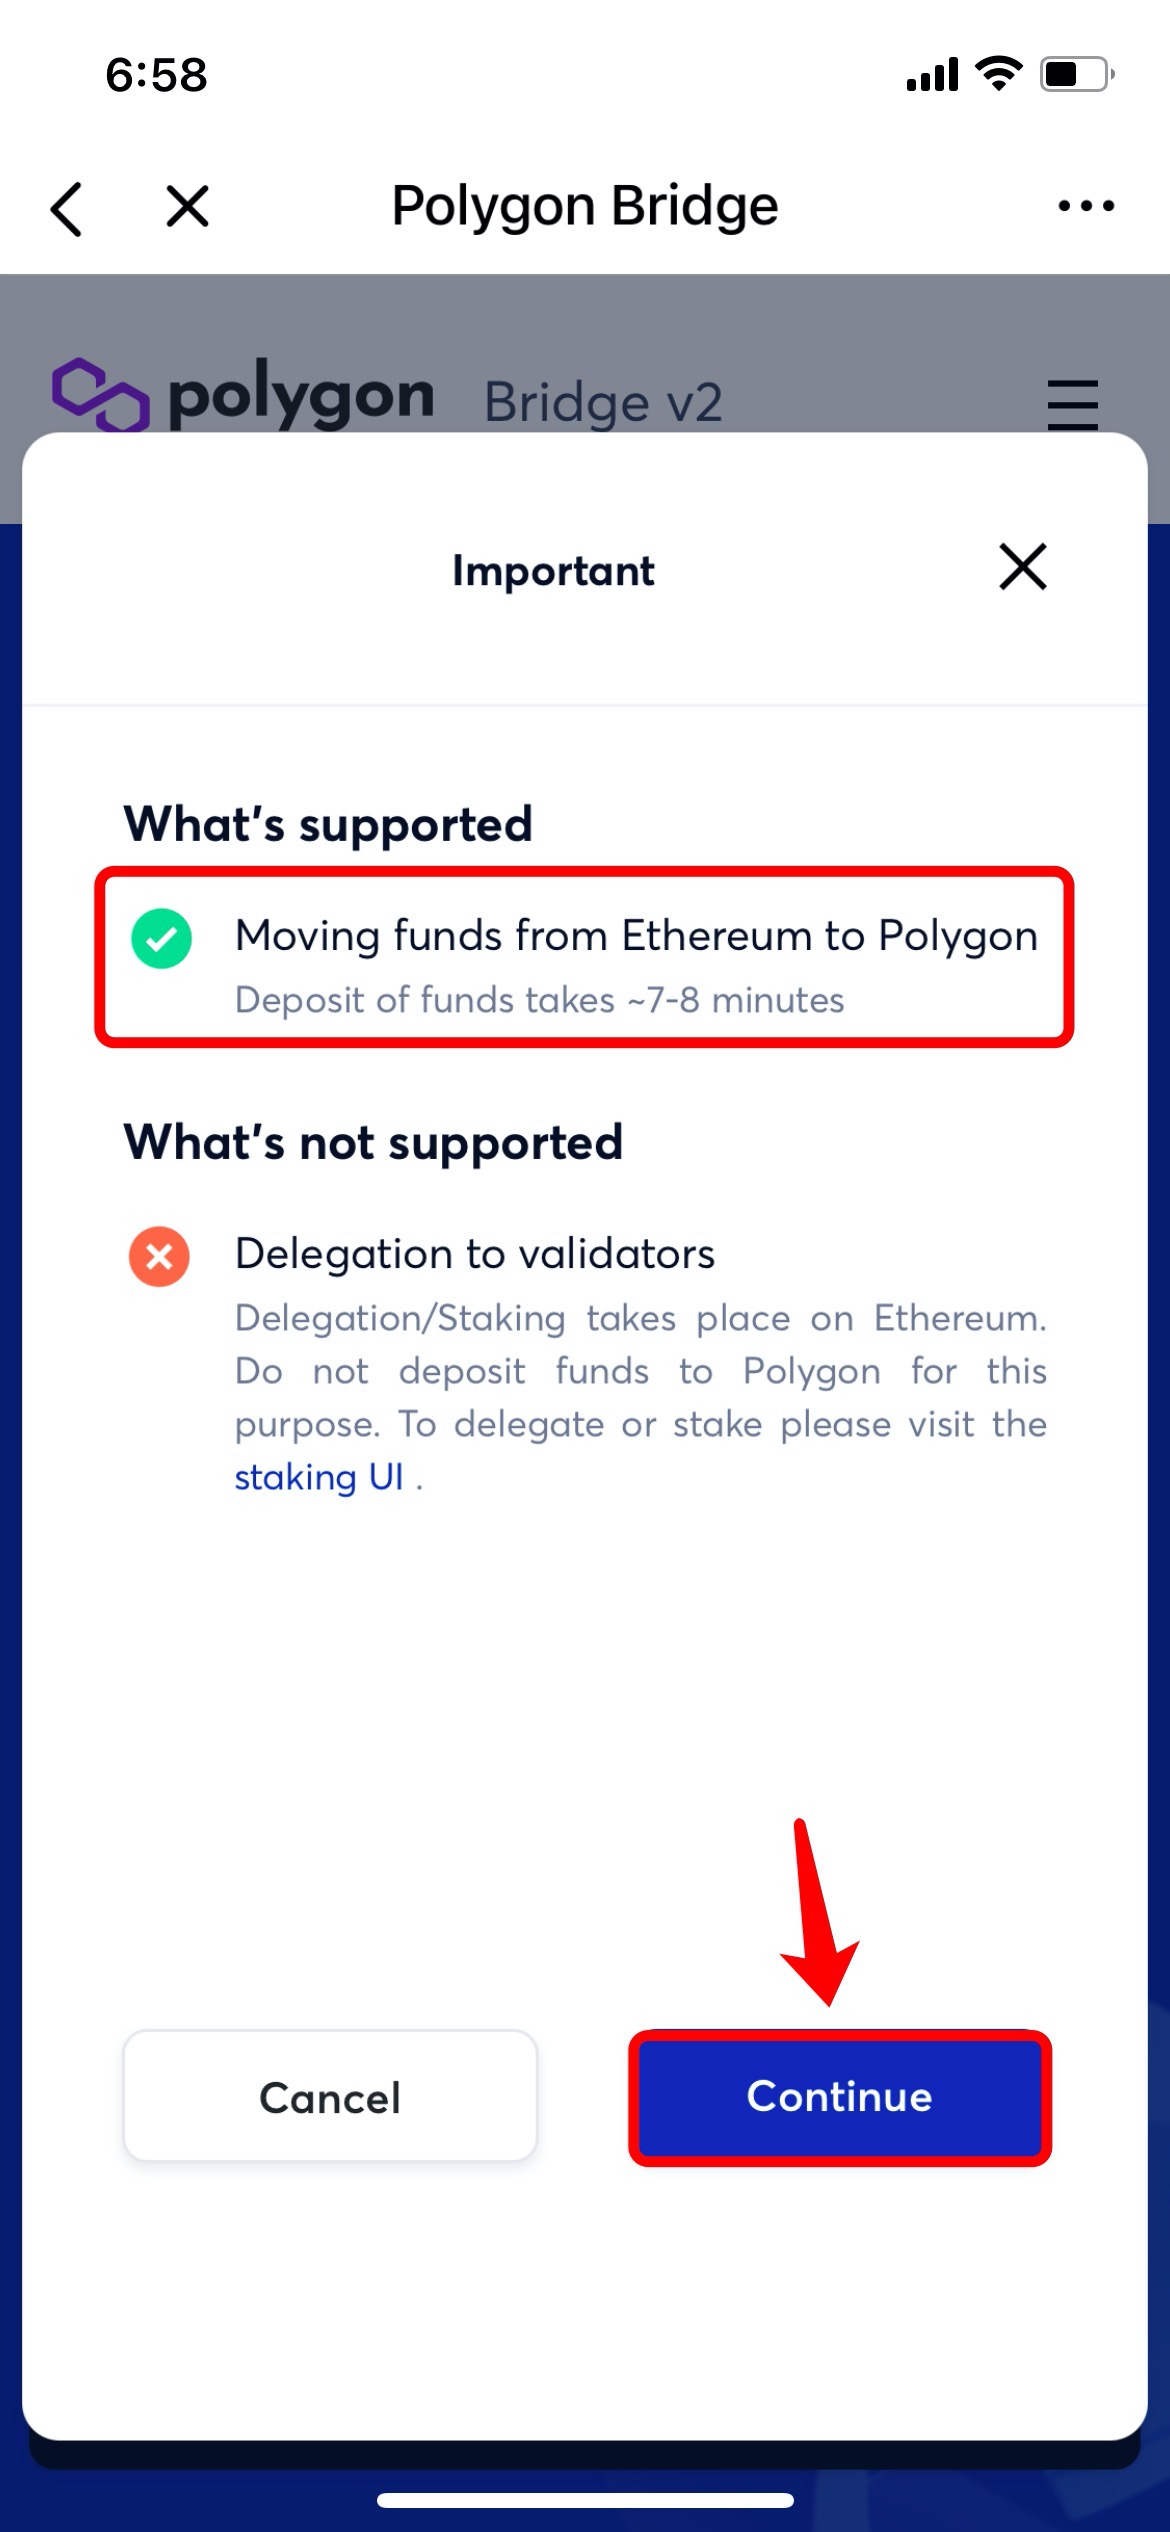 6:58
Polygon Bridge
polygon Bridge v2
Important
What's supported
Moving funds from Ethereum to Polygon
Deposit of funds takes ~7-8 minutes
What's not supported
Delegation to validators
Delegation/Staking takes place on Ethereum.
Do not deposit funds to Polygon for this
purpose. To delegate or stake please visit the
staking UI .
Cancel
Continue